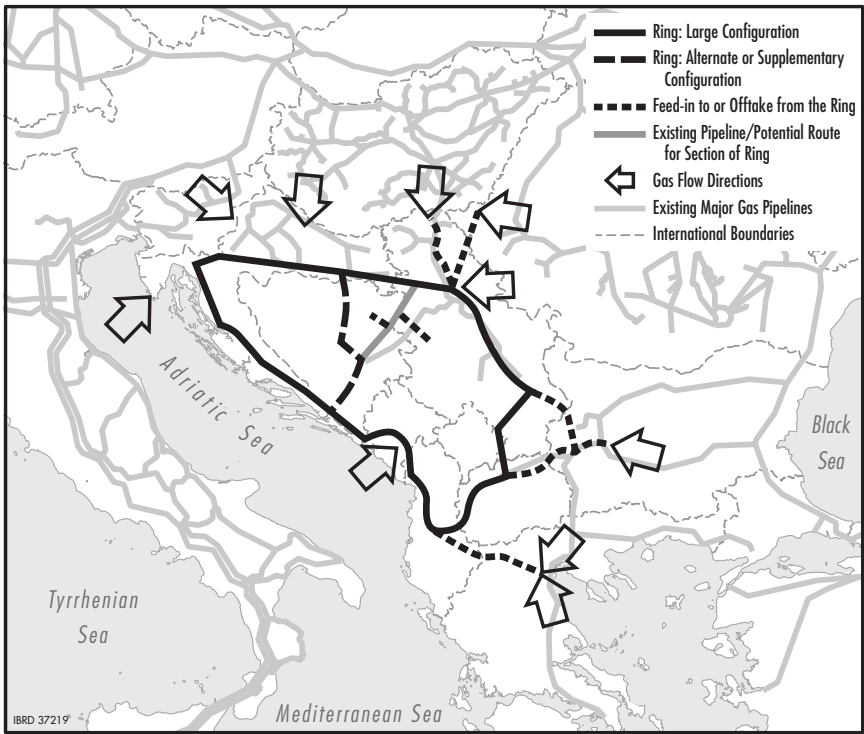 Ring: Large Configuration
Ring: Alternate or Supplementary
Configuration
Feed-in to or Offtake from the Ring
Existing Pipeline/Potential Route
for Section of Ring
Gas Flow Directions
Existing Major Gas Pipelines
International Boundaries
Adriatic Sea
Black
Sea
Tyrrhenian
Sea
Mediterranean Sea
IBRD 37219